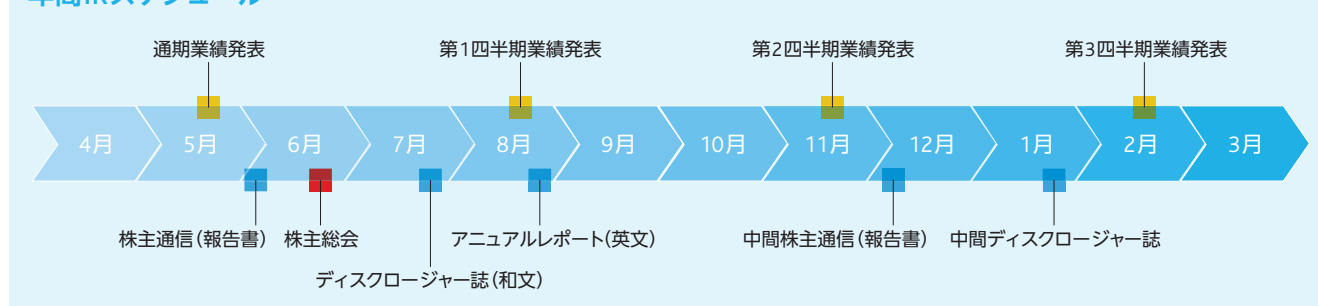 年間IRスケジュール
通期業績発表 第1四半期業績発表 第2四半期業績発表 第3四半期業績発表
4月 5月 6月 7月 8月 9月 10月 11月 12月 1月 2月 3月
株主通信(報告書) 株主総会 アニュアルレポート(英文) 中間株主通信(報告書) 中間ディスクロージャー誌
ディスクロージャー誌(和文)